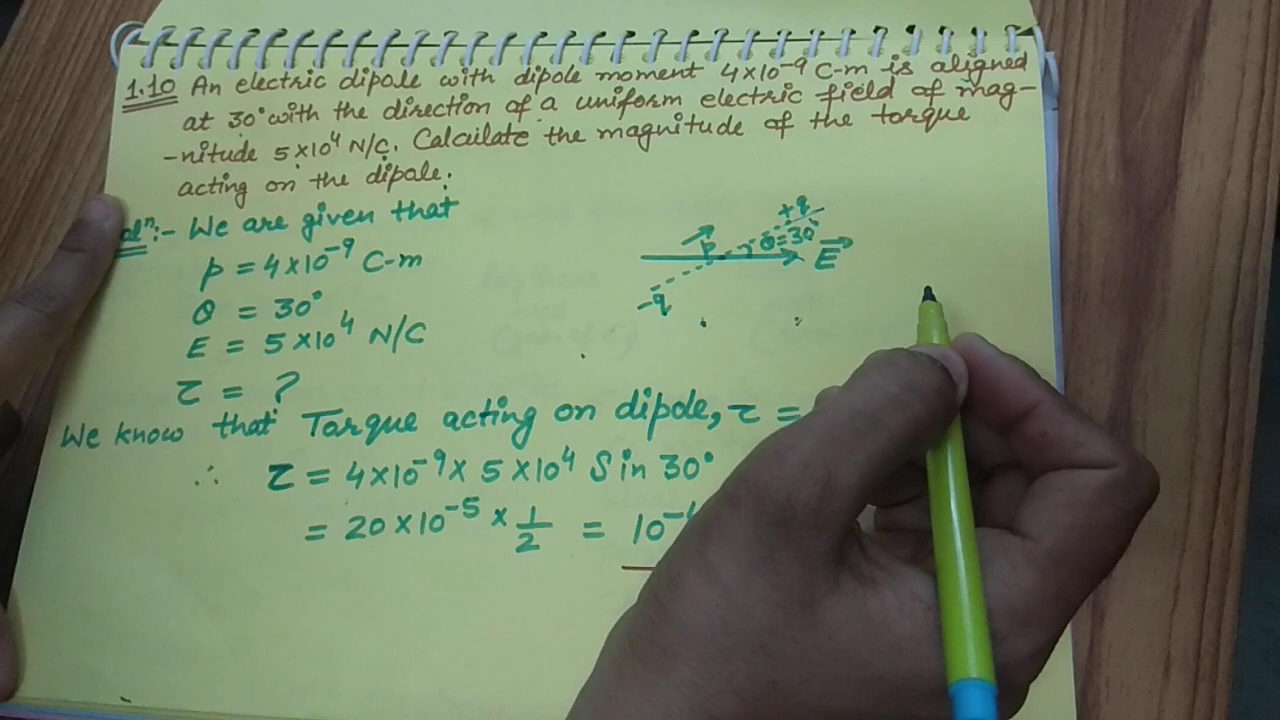 1.10 An electric dipole with dipole moment 4×10⁻⁹ C-m is aligned
at 30° with the direction of a uniform electric field of mag-
-nitude 5×10⁴ N/C. Calculate the magnitude of the torque
acting on the dipole.
olⁿ:- We are given that
p = 4×10⁻⁹ C-m
θ = 30°
E = 5×10⁴ N/C
τ = ?
+q
p θ=30° E
-q
We know that Torque acting on dipole, τ =
∴ τ = 4×10⁻⁹ × 5×10⁴ Sin 30°
= 20×10⁻⁵ × 1/2 = 10⁻⁴